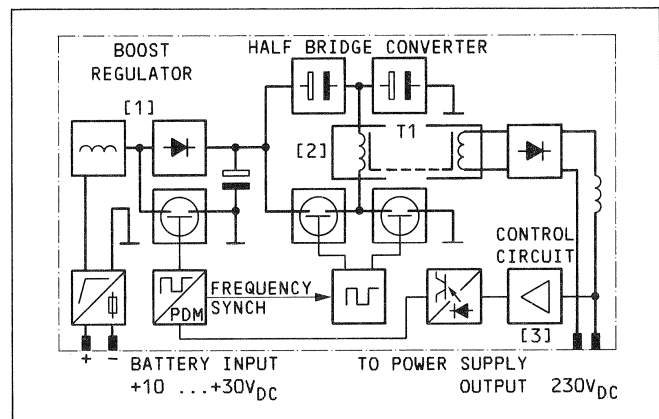 BOOST
REGULATOR
HALF BRIDGE CONVERTER
[1]
[2]
T1
CONTROL
CIRCUIT
FREQUENCY
SYNCH
PDM
[3]
+ -
BATTERY INPUT
+10 ...+30VDC
TO POWER SUPPLY
OUTPUT 230VDC